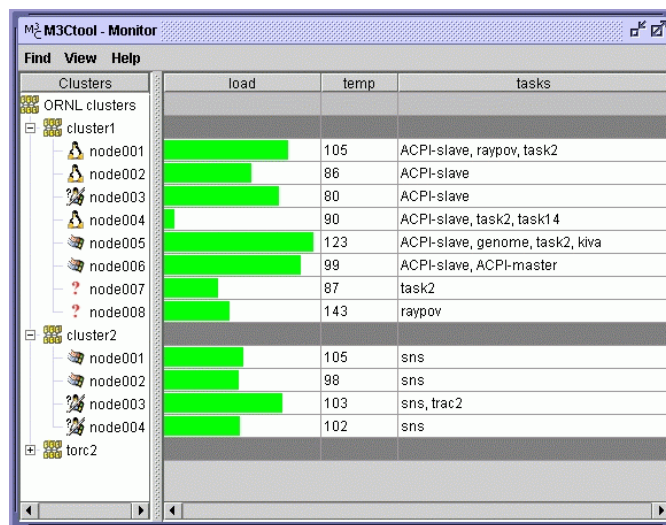 M3C M3Ctool - Monitor
Find View Help
Clusters load temp tasks
ORNL clusters
cluster1
node001 105 ACPI-slave, raypov, task2
node002 86 ACPI-slave
node003 80 ACPI-slave
node004 90 ACPI-slave, task2, task14
node005 123 ACPI-slave, genome, task2, kiva
node006 99 ACPI-slave, ACPI-master
? node007 87 task2
? node008 143 raypov
cluster2
node001 105 sns
node002 98 sns
node003 103 sns, trac2
node004 102 sns
torc2